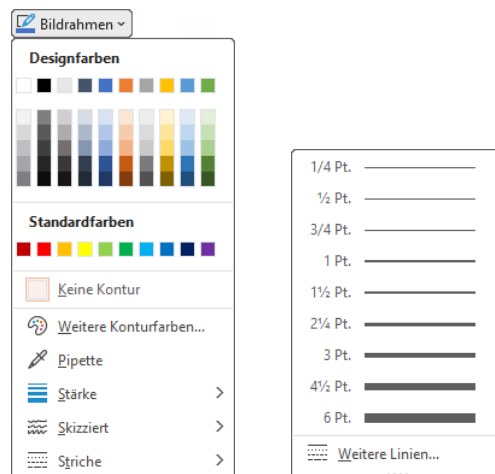 Bildrahmen
Designfarben
Standardfarben
Keine Kontur
Weitere Konturfarben...
Pipette
Stärke
Skizziert
Striche
1/4 Pt.
½ Pt.
3/4 Pt.
1 Pt.
1½ Pt.
2¼ Pt.
3 Pt.
4½ Pt.
6 Pt.
Weitere Linien...